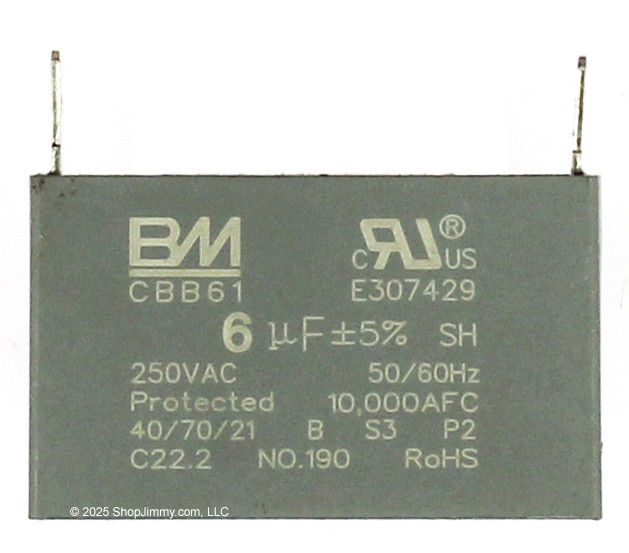 BM
c RU ® US
CBB61 E307429
6 µF±5% SH
250VAC 50/60Hz
Protected 10,000AFC
40/70/21 B S3 P2
C22.2 NO.190 RoHS
© 2025 ShopJimmy.com, LLC